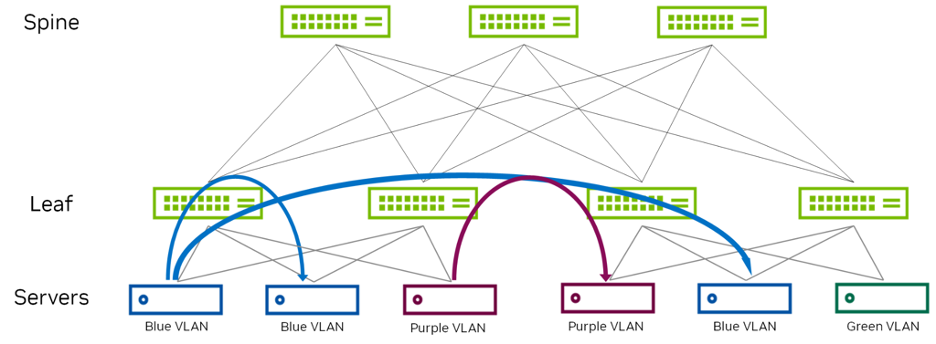 Spine
Leaf
Servers
Blue VLAN
Blue VLAN
Purple VLAN
Purple VLAN
Blue VLAN
Green VLAN